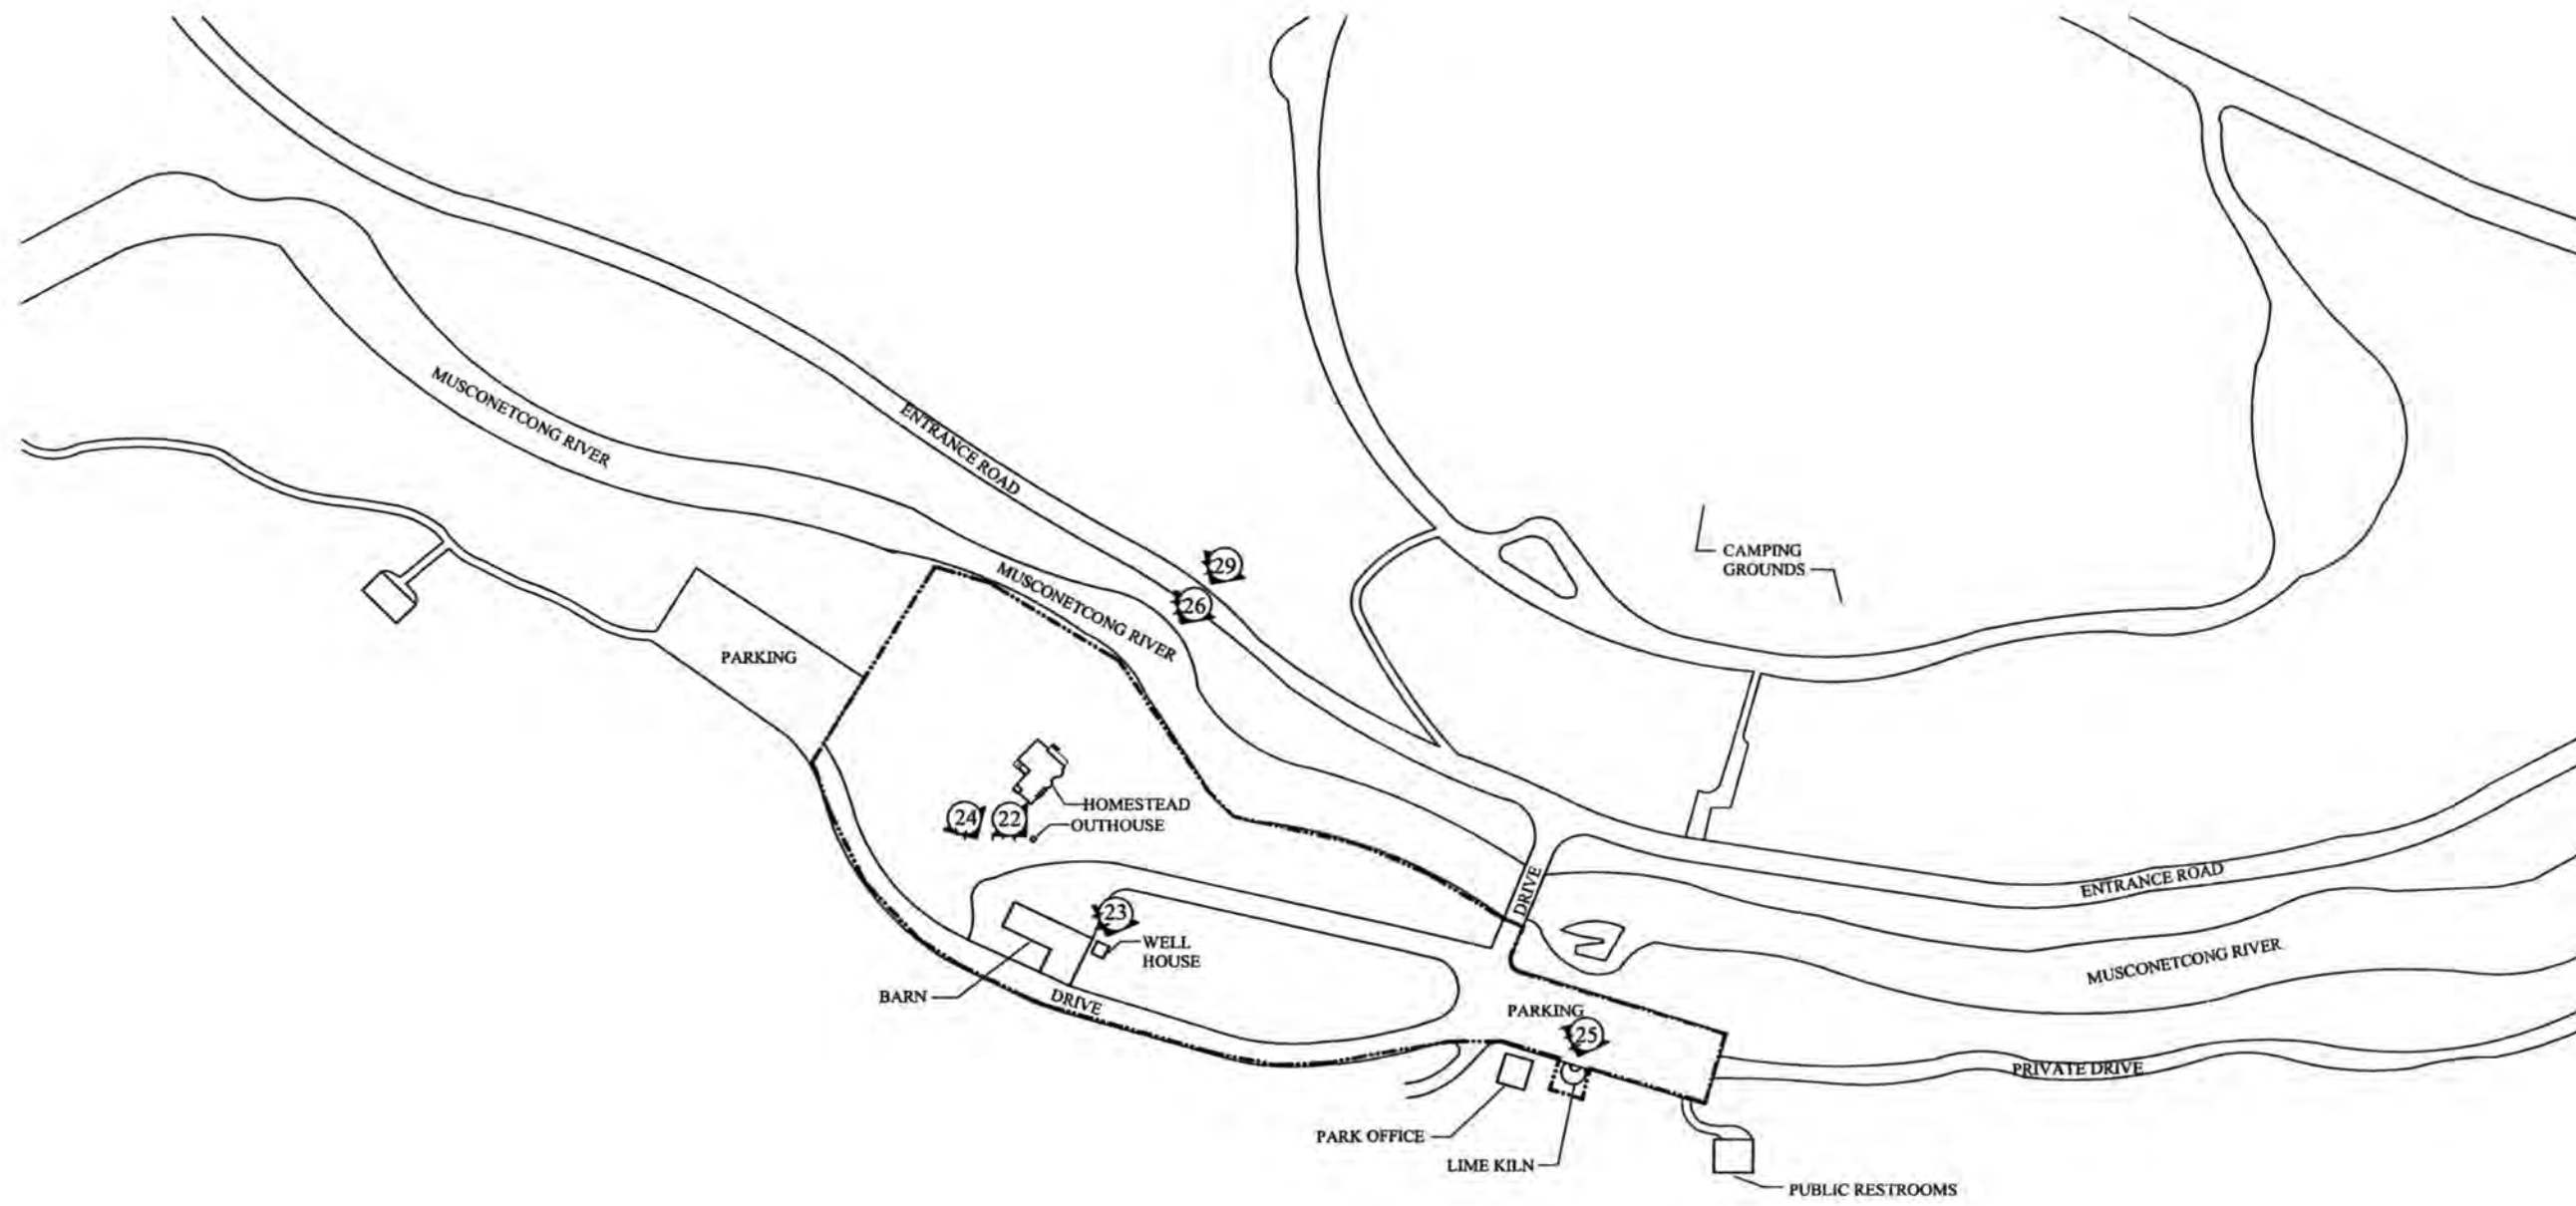 MUSCONETCONG RIVER
ENTRANCE ROAD
29
26
CAMPING
GROUNDS
MUSCONETCONG RIVER
PARKING
HOMESTEAD
24
22
OUTHOUSE
DRIVE
ENTRANCE ROAD
23
WELL
HOUSE
MUSCONETCONG RIVER
BARN
DRIVE
PARKING
25
PRIVATE DRIVE
PARK OFFICE
LIME KILN
PUBLIC RESTROOMS